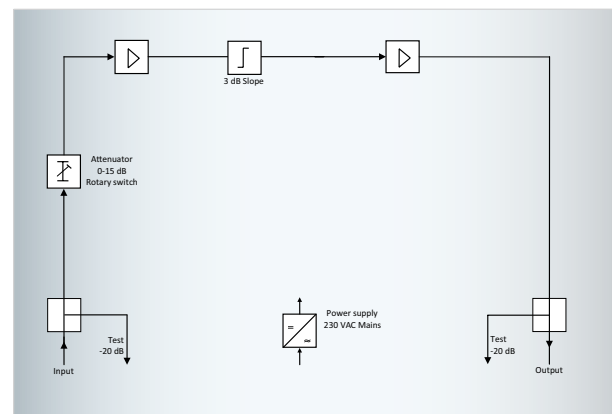 3 dB Slope
Attenuator
0-15 dB
Rotary switch
Power supply
230 VAC Mains
Test
-20 dB
Input
Test
-20 dB
Output